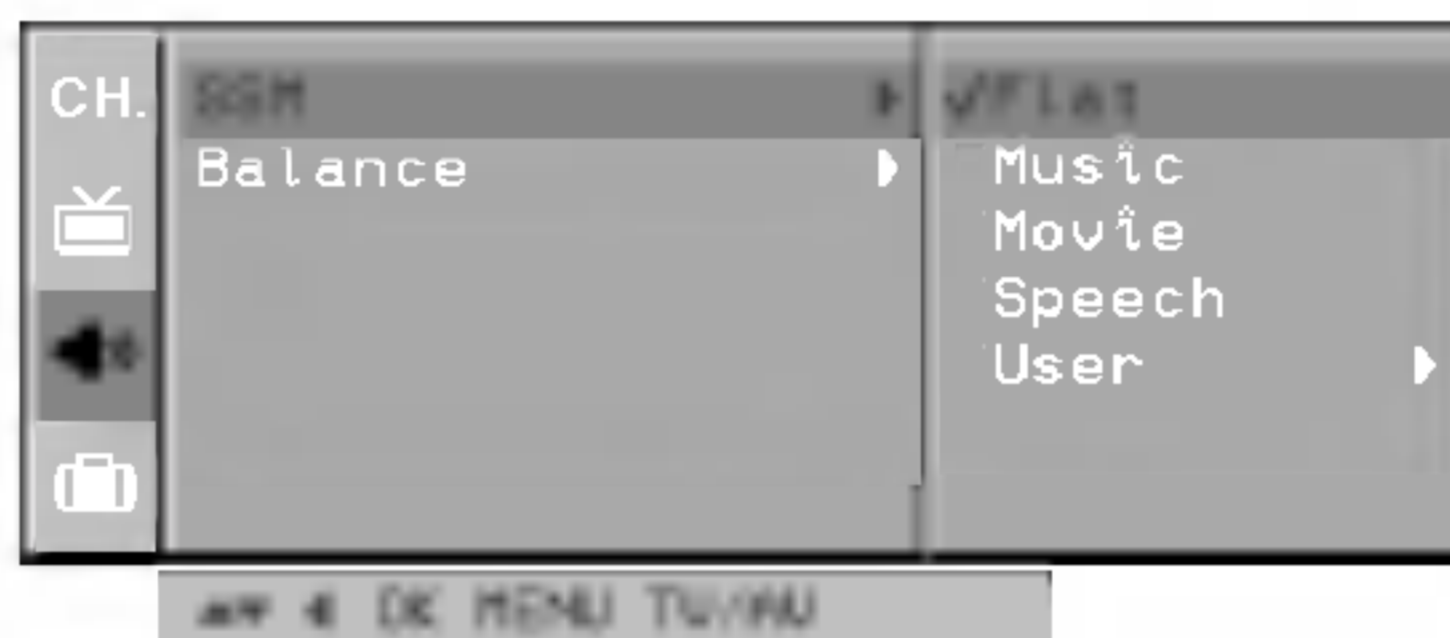 CH.
SSM
√Flat
Balance
Music
Movie
Speech
User
OK MENU TV/AV